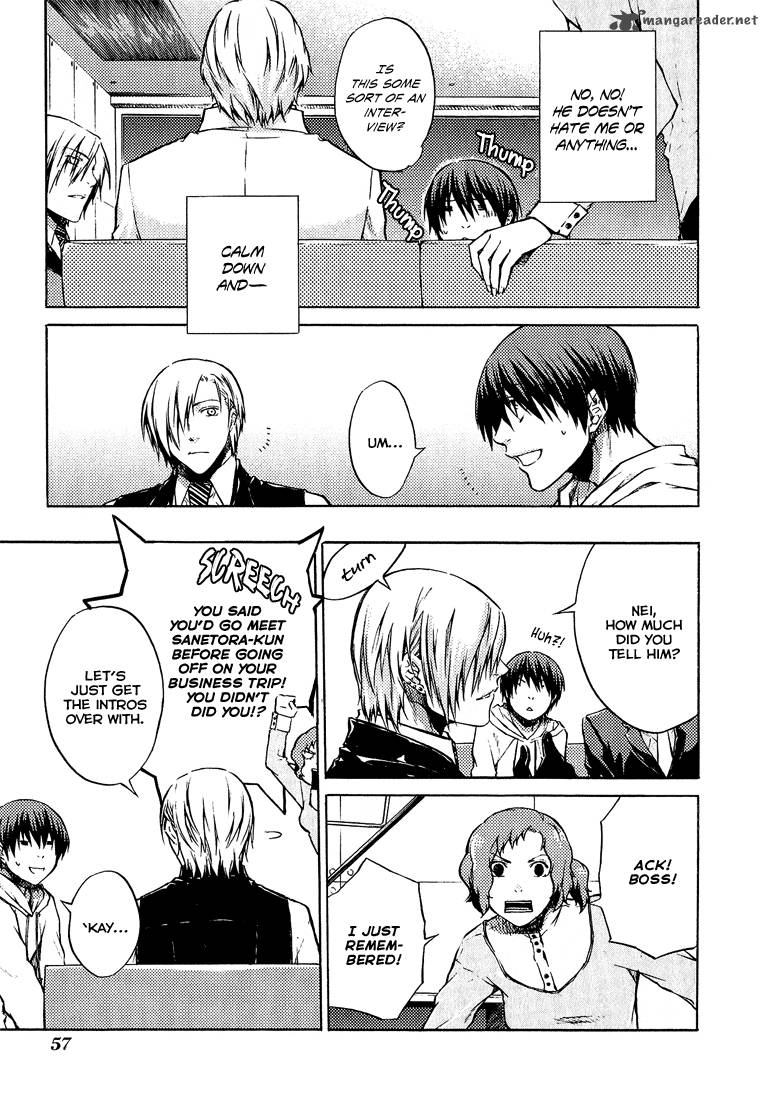 mangareader.net
NO, NO!
HE DOESN'T
HATE ME OR
ANYTHING...
IS
THIS SOME
SORT OF AN
INTER-
VIEW?
Thump
Thump
CALM
DOWN
AND—
UM...
NEI,
HOW MUCH
DID YOU
TELL HIM?
Huh?!
turn
ACK!
BOSS!
I JUST
REMEM-
BERED!
SCREECH
YOU SAID
YOU'D GO MEET
SANETORA-KUN
BEFORE GOING
OFF ON YOUR
BUSINESS TRIP!
YOU DIDN'T
DID YOU!?
LET'S
JUST GET
THE INTROS
OVER WITH.
'KAY...
57